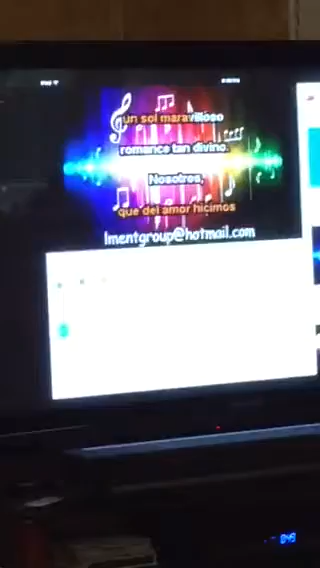 un sol maravilloso
romance tan divino.
Nosotros,
que del amor hicimos
lmentgroup@hotmail.com